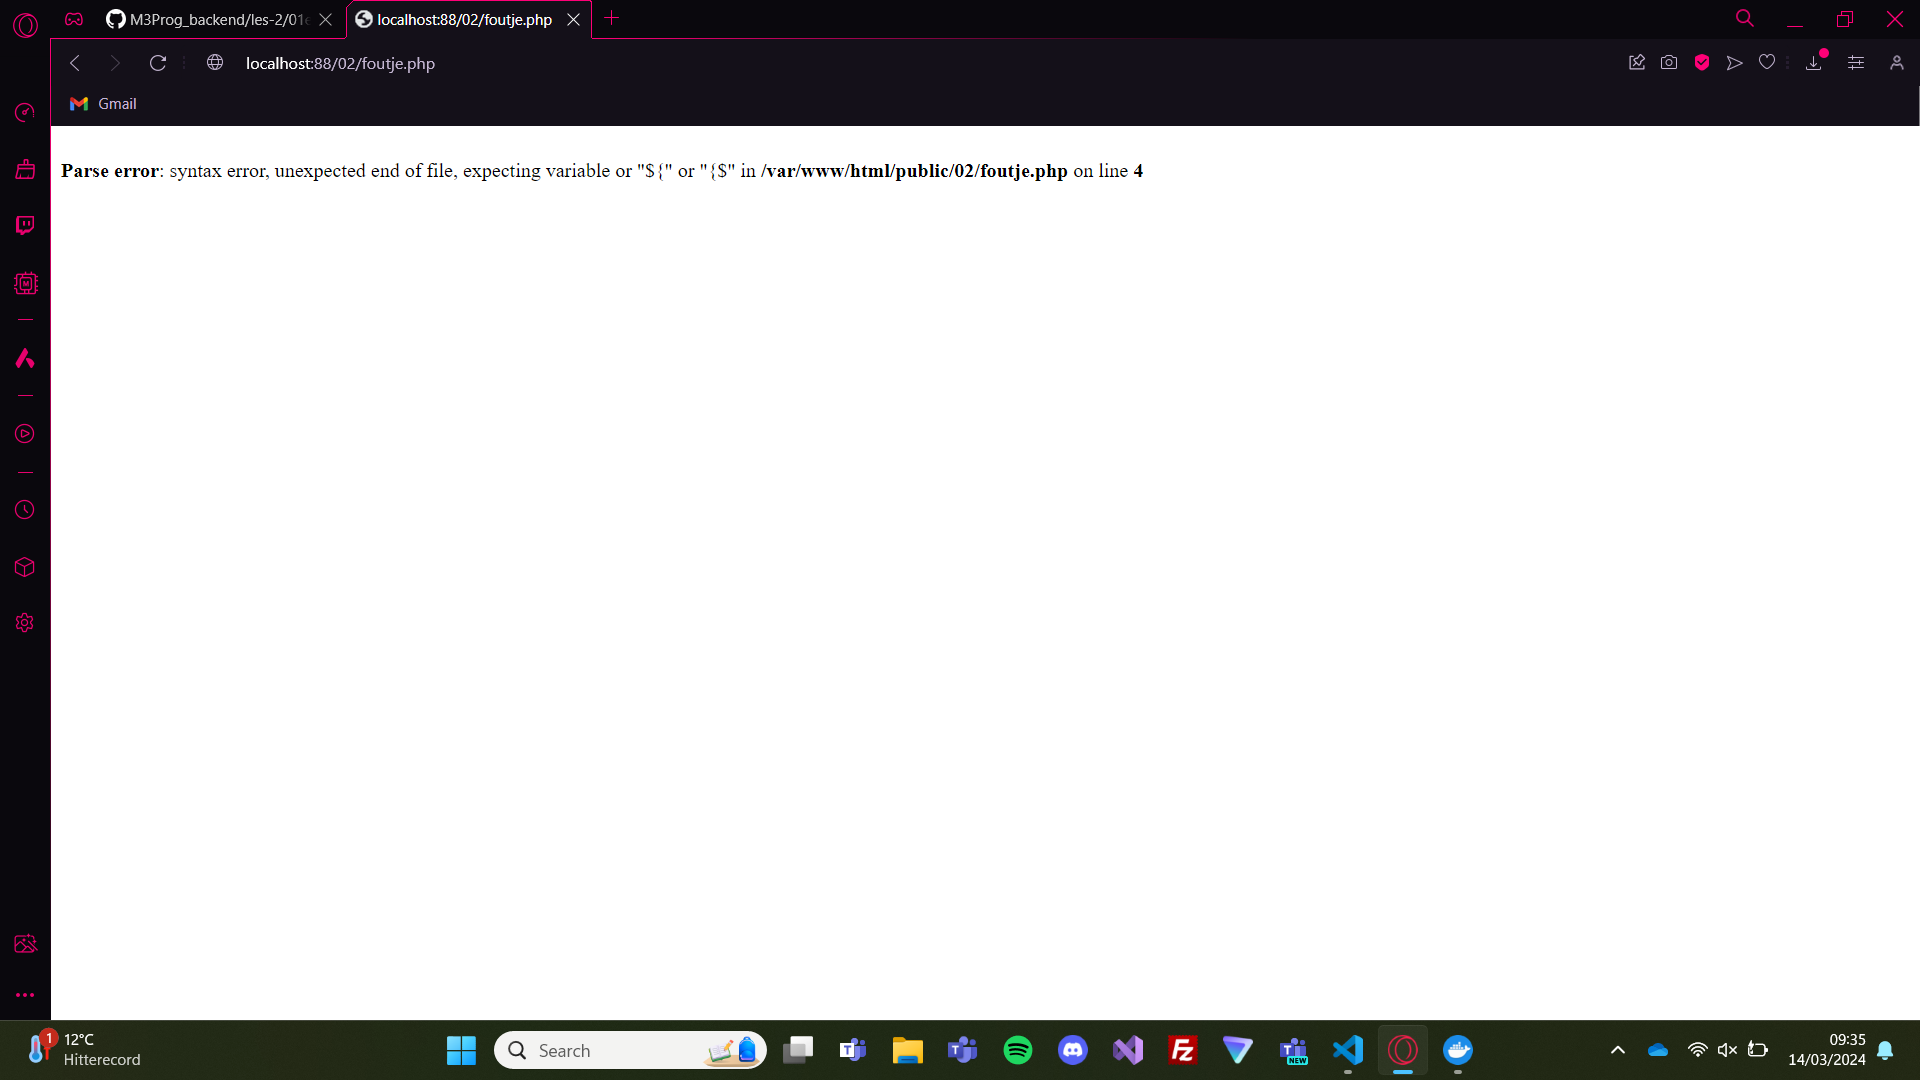 M3Prog_backend/les-2/01
localhost:88/02/foutje.php
localhost:88/02/foutje.php
Gmail
Parse error: syntax error, unexpected end of file, expecting variable or "${" or "{$" in /var/www/html/public/02/foutje.php on line 4
1
12°C
Hitterecord
Search
NEW
09:35
14/03/2024